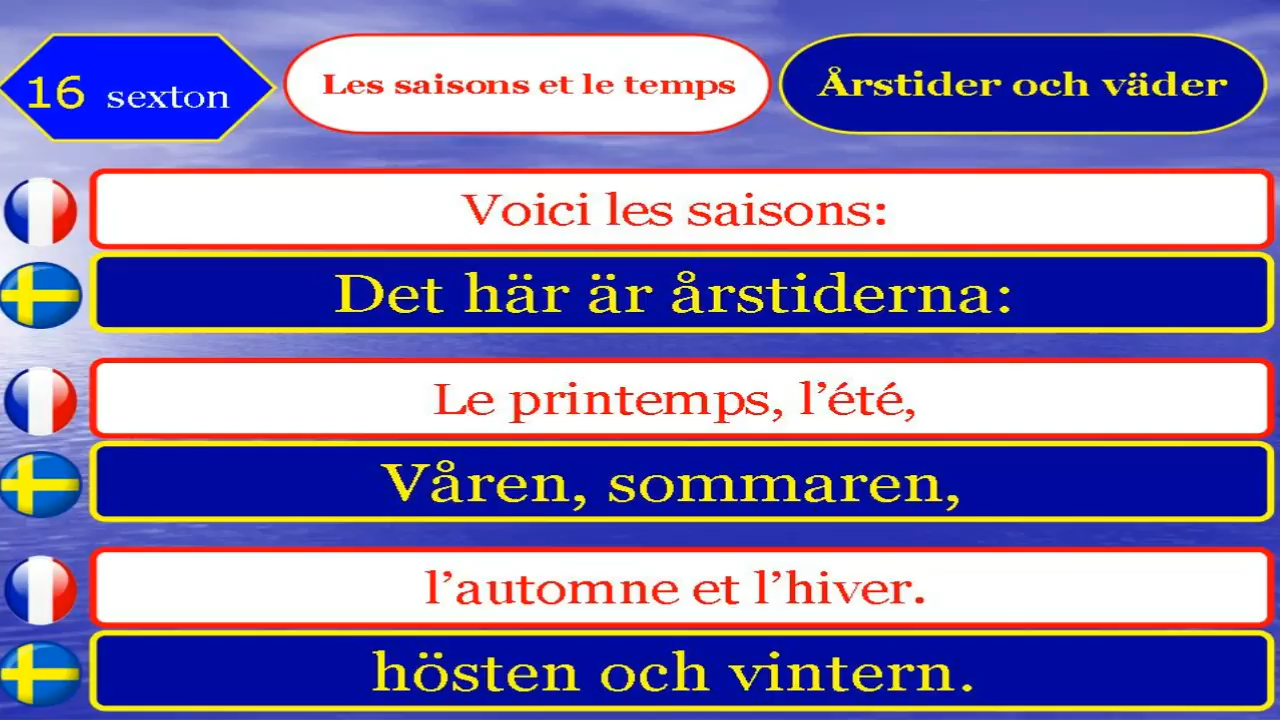 16 sexton
Les saisons et le temps
Årstider och väder
Voici les saisons:
Det här är årstiderna:
Le printemps, l’été,
Våren, sommaren,
l’automne et l’hiver.
hösten och vintern.